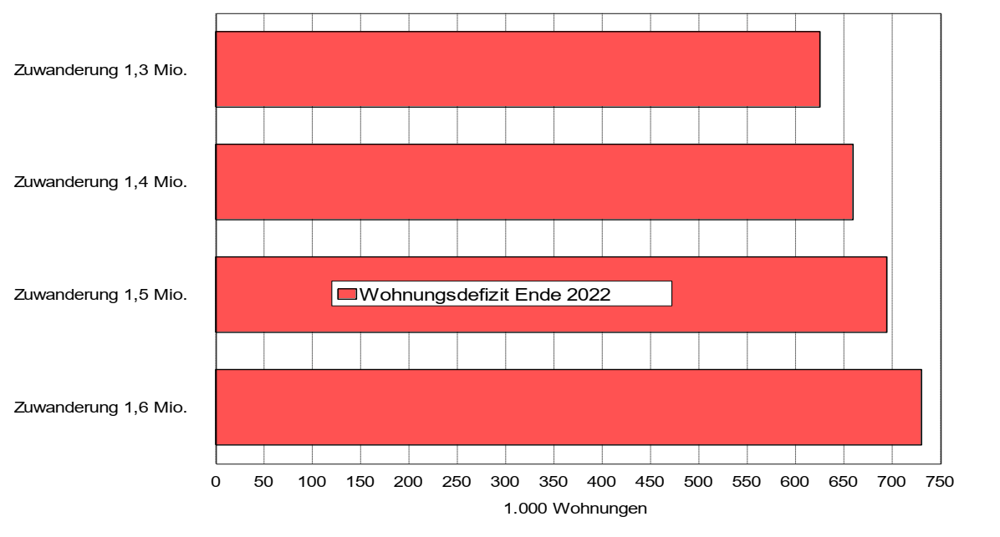 Zuwanderung 1,3 Mio.
Zuwanderung 1,4 Mio.
Zuwanderung 1,5 Mio.
Wohnungsdefizit Ende 2022
Zuwanderung 1,6 Mio.
0 50 100 150 200 250 300 350 400 450 500 550 600 650 700 750
1.000 Wohnungen